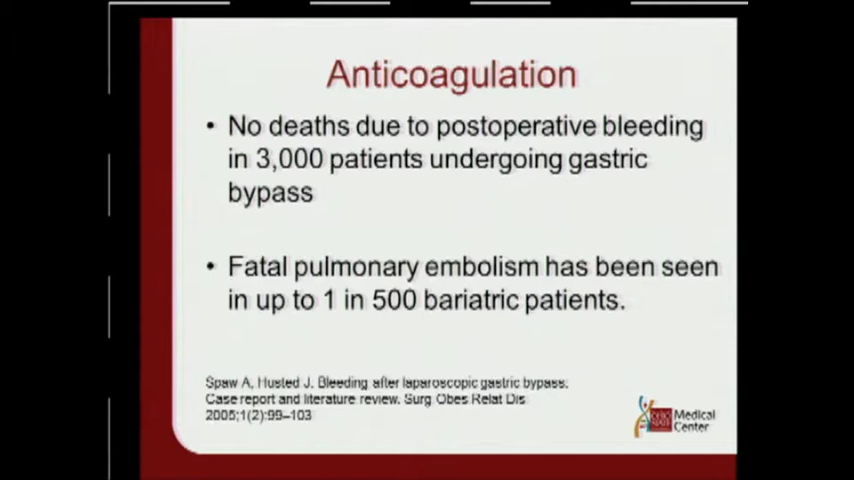 Anticoagulation
• No deaths due to postoperative bleeding
in 3,000 patients undergoing gastric
bypass
• Fatal pulmonary embolism has been seen
in up to 1 in 500 bariatric patients.
Spaw A, Husted J. Bleeding after laparoscopic gastric bypass:
Case report and literature review. Surg Obes Relat Dis
2005;1(2):99–103
Medical
Center